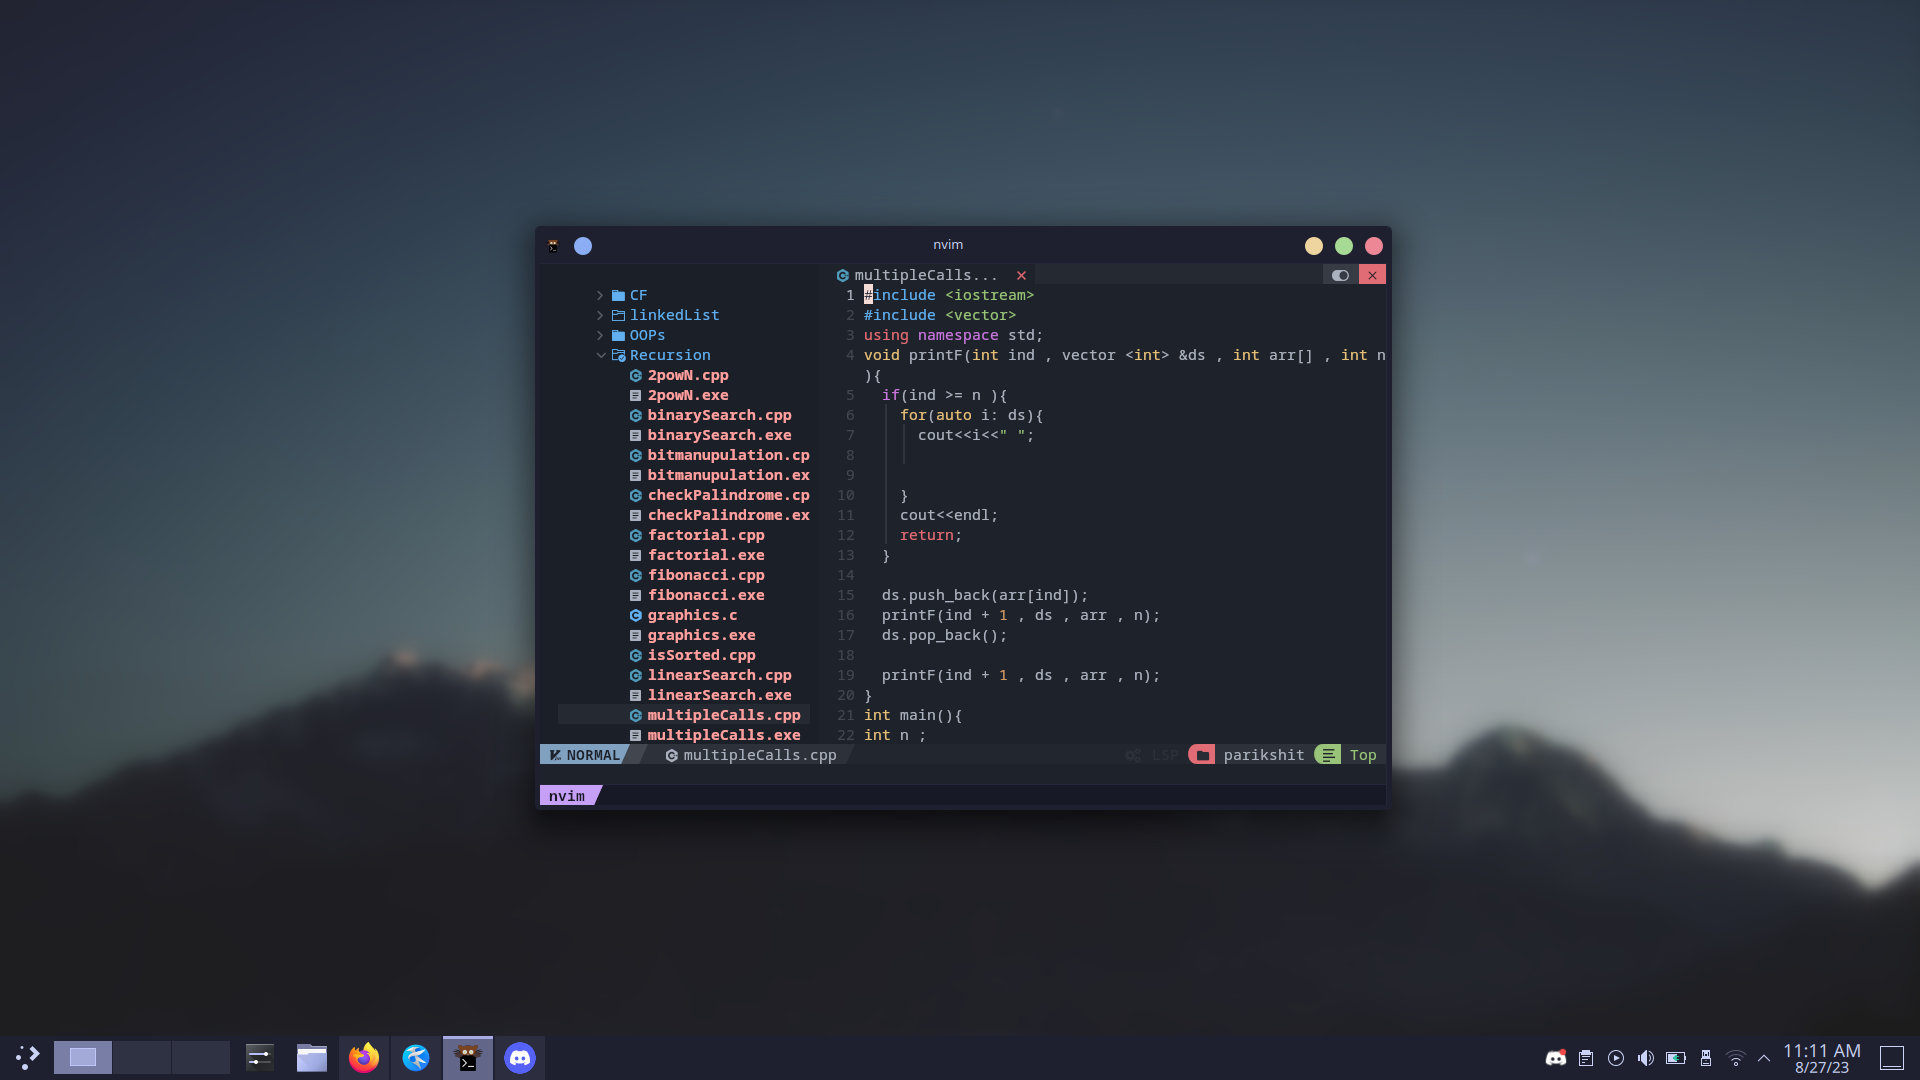 nvim
CF
linkedList
OOPs
Recursion
2powN.cpp
2powN.exe
binarySearch.cpp
binarySearch.exe
bitmanupulation.cp
bitmanupulation.ex
checkPalindrome.cp
checkPalindrome.ex
factorial.cpp
factorial.exe
fibonacci.cpp
fibonacci.exe
graphics.c
graphics.exe
isSorted.cpp
linearSearch.cpp
linearSearch.exe
multipleCalls.cpp
multipleCalls.exe
multipleCalls...
1 #include <iostream>
2 #include <vector>
3 using namespace std;
4 void printF(int ind , vector <int> &ds , int arr[] , int n
){
5 if(ind >= n ){
6 for(auto i: ds){
7 cout<<i<<" ";
8
9
10 }
11 cout<<endl;
12 return;
13 }
14
15 ds.push_back(arr[ind]);
16 printF(ind + 1 , ds , arr , n);
17 ds.pop_back();
18
19 printF(ind + 1 , ds , arr , n);
20 }
21 int main(){
22 int n ;
NORMAL multipleCalls.cpp LSP parikshit Top
nvim
11:11 AM
8/27/23